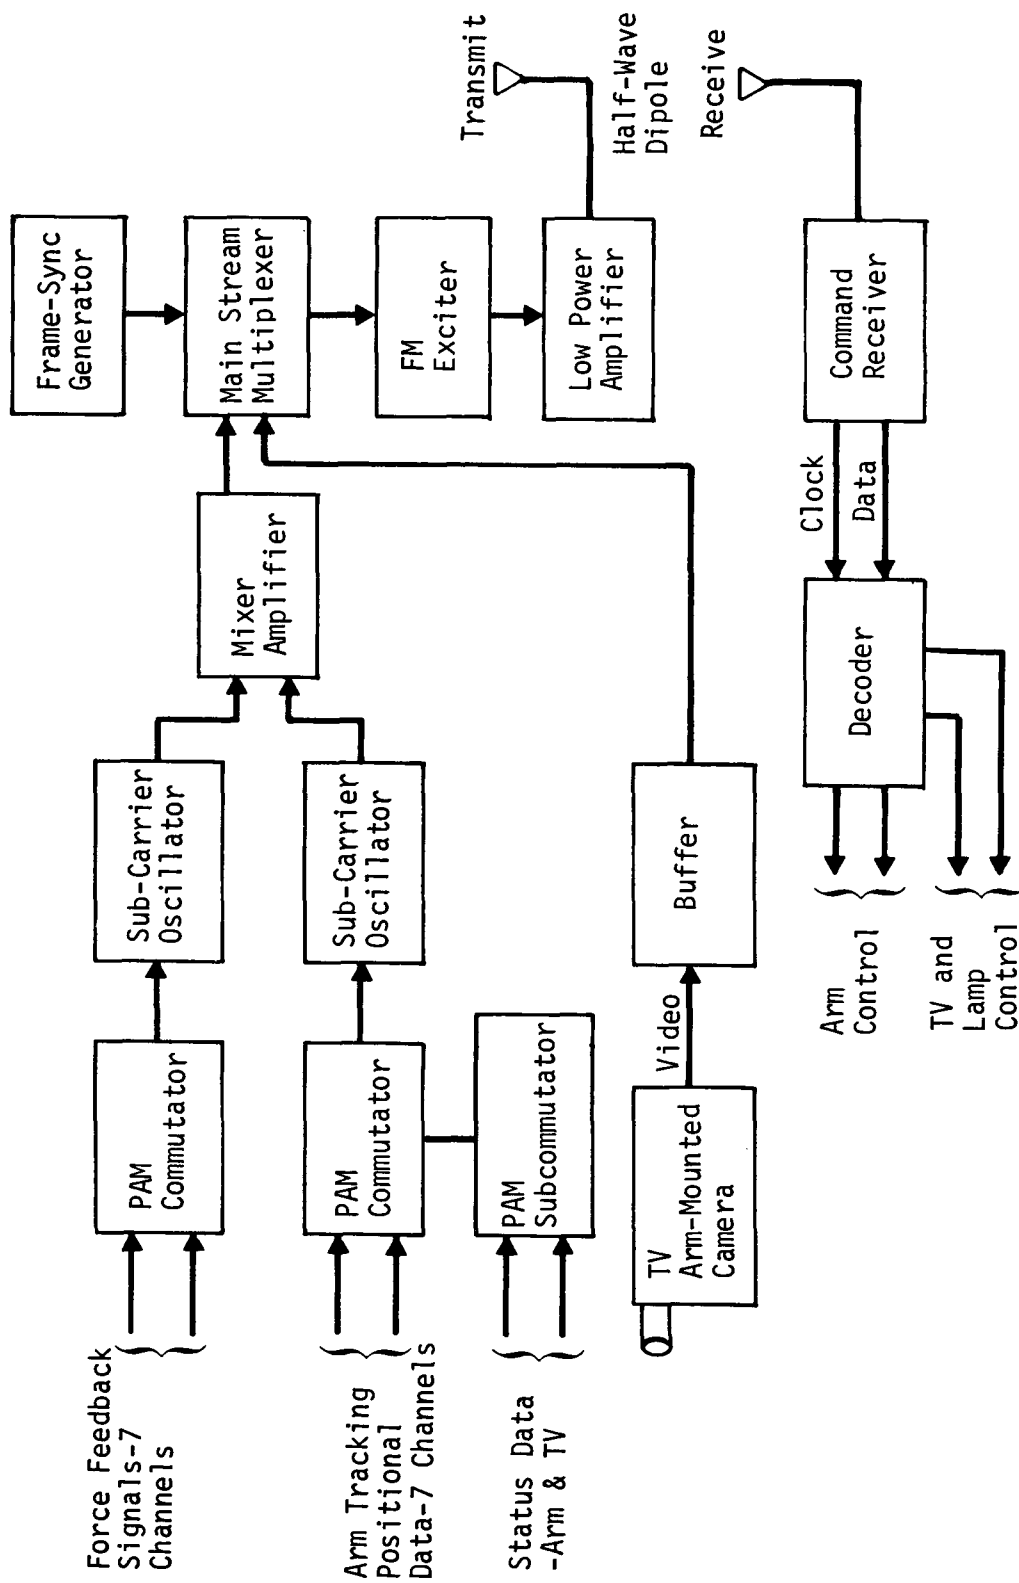 Force Feedback
Signals-7
Channels
PAM
Commutator
Sub-Carrier
Oscillator
Mixer
Amplifier
Frame-Sync
Generator
Main Stream
Multiplexer
FM
Exciter
Low Power
Amplifier
Transmit
Half-Wave
Dipole
Receive
Arm Tracking
Positional
Data-7 Channels
PAM
Commutator
Sub-Carrier
Oscillator
Status Data
-Arm & TV
PAM
Subcommutator
TV
Arm-Mounted
Camera
Video
Buffer
Arm
Control
TV and
Lamp
Control
Decoder
Clock
Data
Command
Receiver